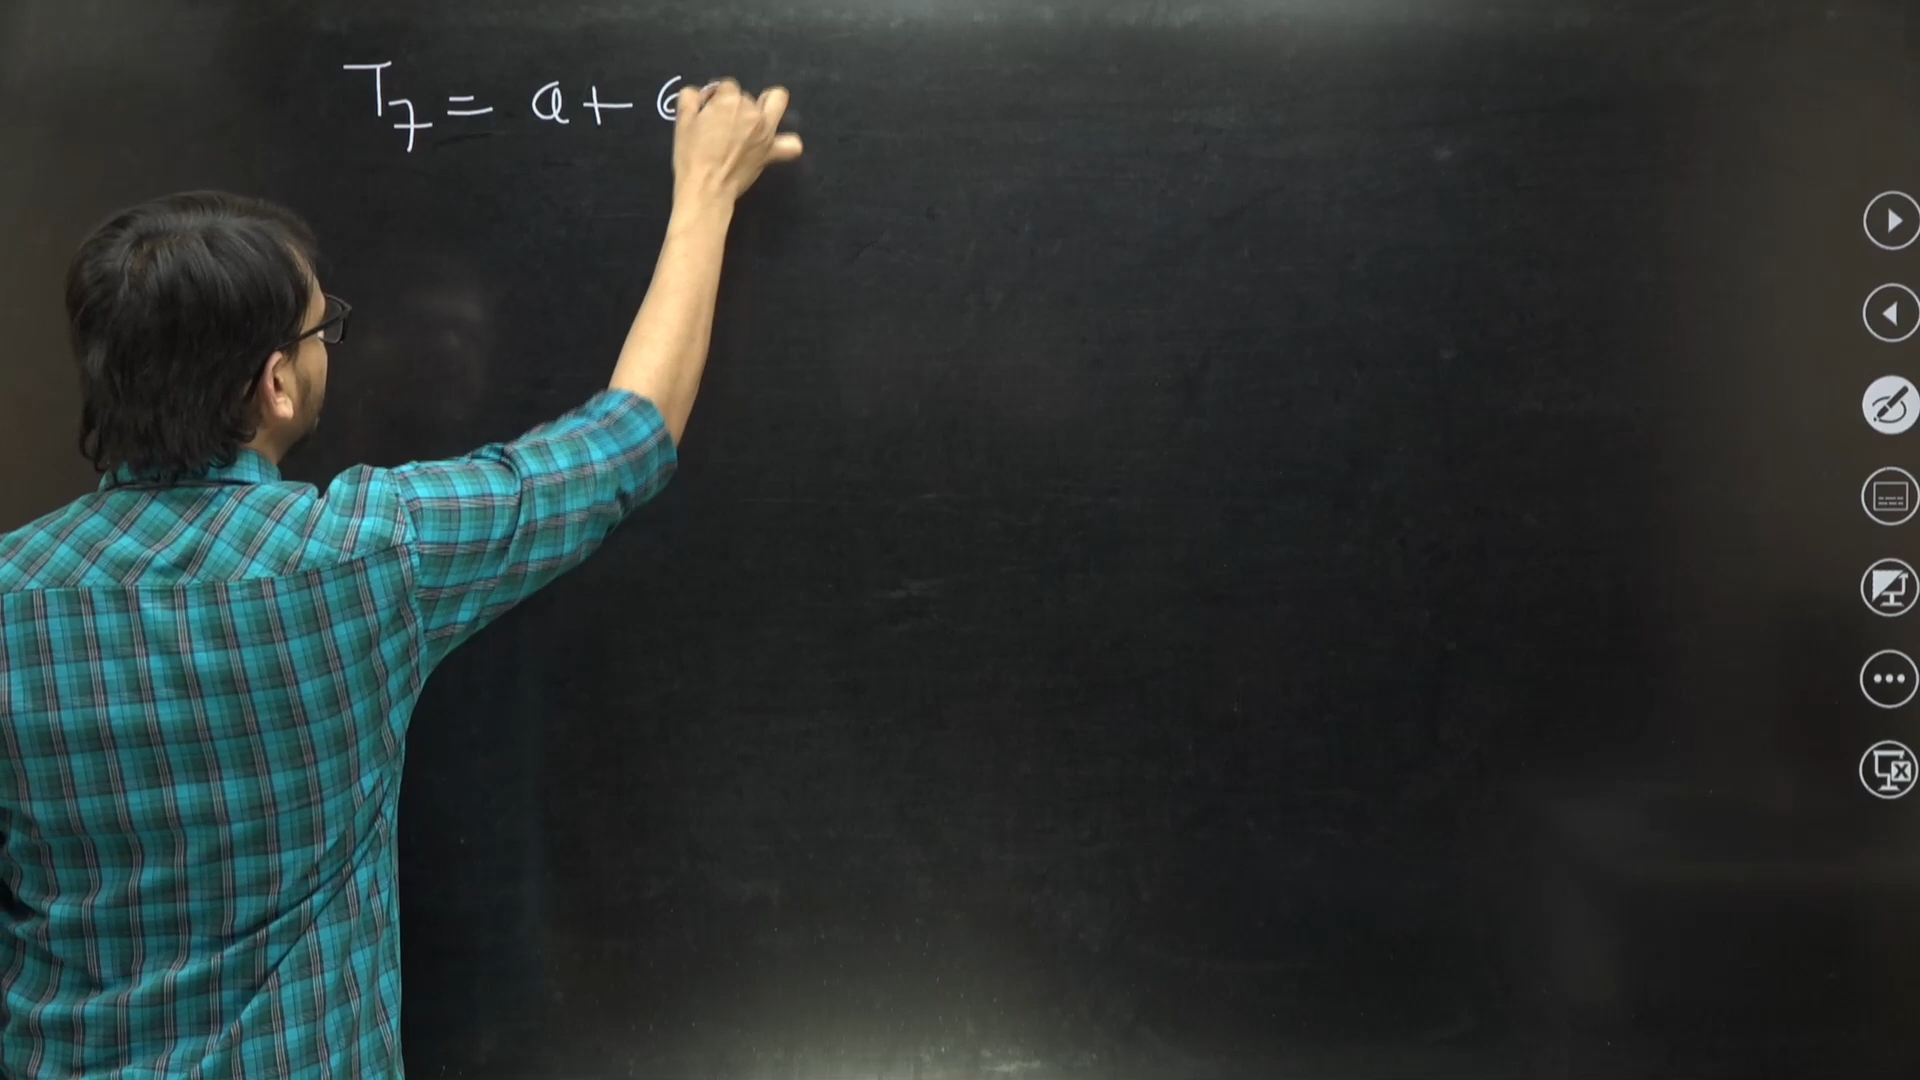 T₇ = a + 6